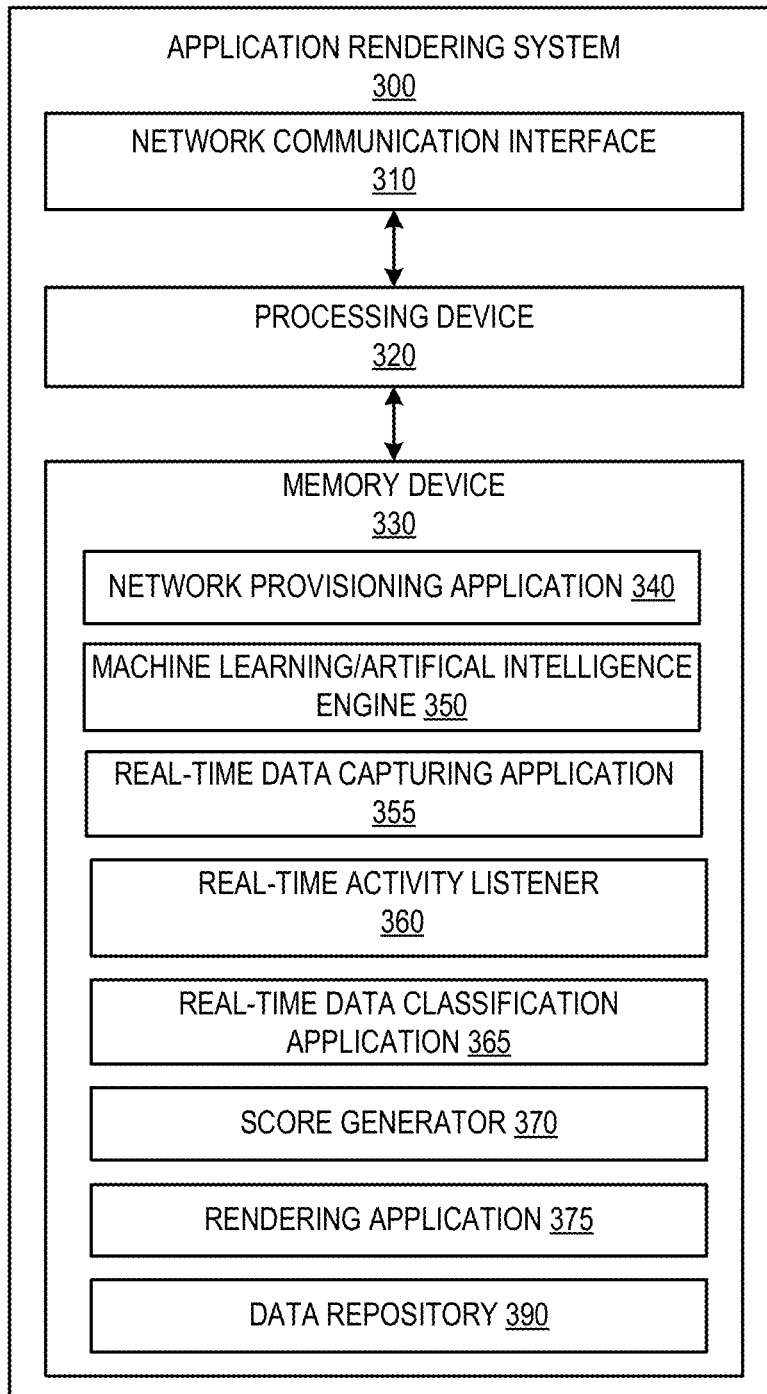 APPLICATION RENDERING SYSTEM
300
NETWORK COMMUNICATION INTERFACE
310
PROCESSING DEVICE
320
MEMORY DEVICE
330
NETWORK PROVISIONING APPLICATION 340
MACHINE LEARNING/ARTIFICAL INTELLIGENCE
ENGINE 350
REAL-TIME DATA CAPTURING APPLICATION
355
REAL-TIME ACTIVITY LISTENER
360
REAL-TIME DATA CLASSIFICATION
APPLICATION 365
SCORE GENERATOR 370
RENDERING APPLICATION 375
DATA REPOSITORY 390